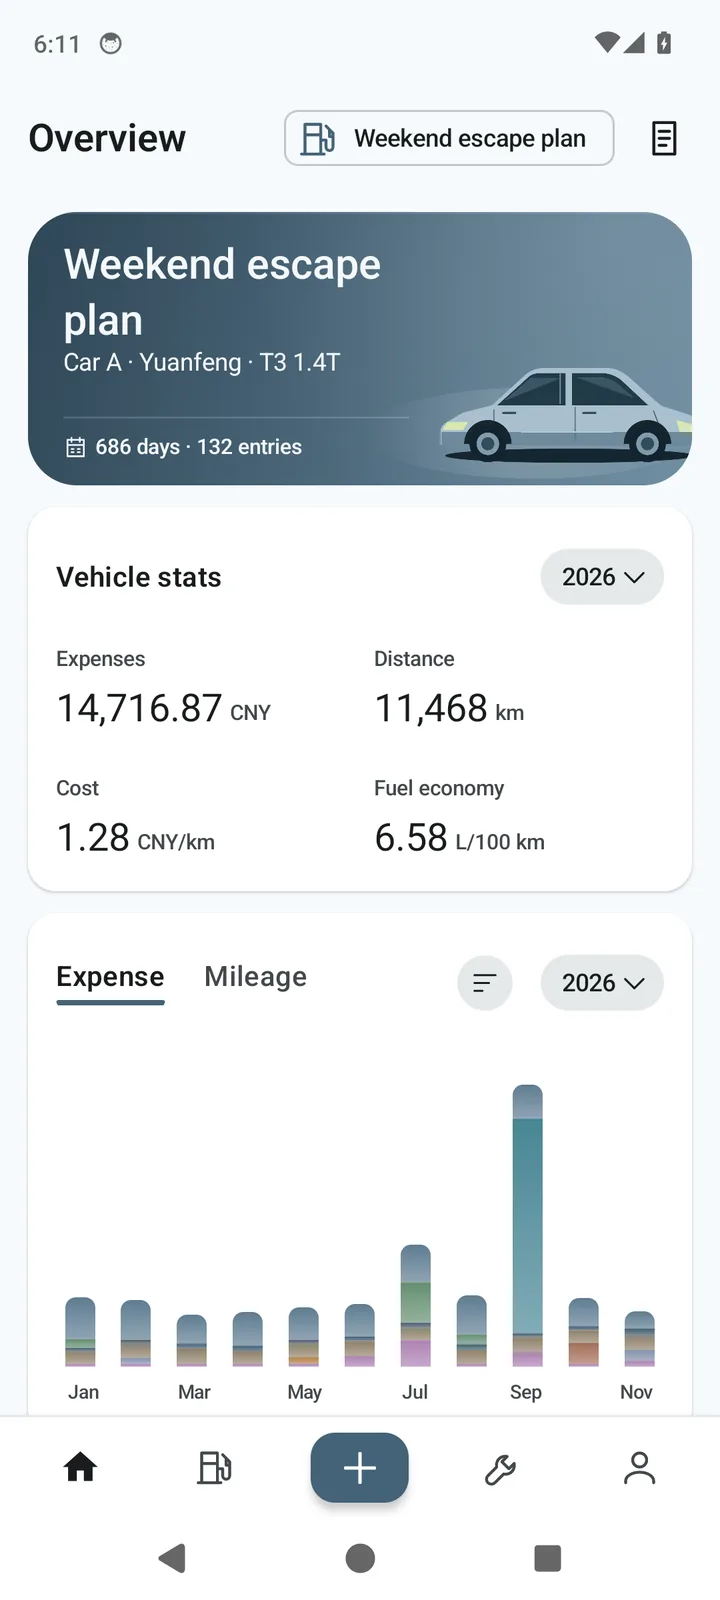 6:11
Overview
Weekend escape plan
Weekend escape
plan
Car A · Yuanfeng · T3 1.4T
686 days · 132 entries
Vehicle stats
2026
Expenses
Distance
14,716.87 CNY
11,468 km
Cost
Fuel economy
1.28 CNY/km
6.58 L/100 km
Expense
Mileage
2026
Jan
Mar
May
Jul
Sep
Nov